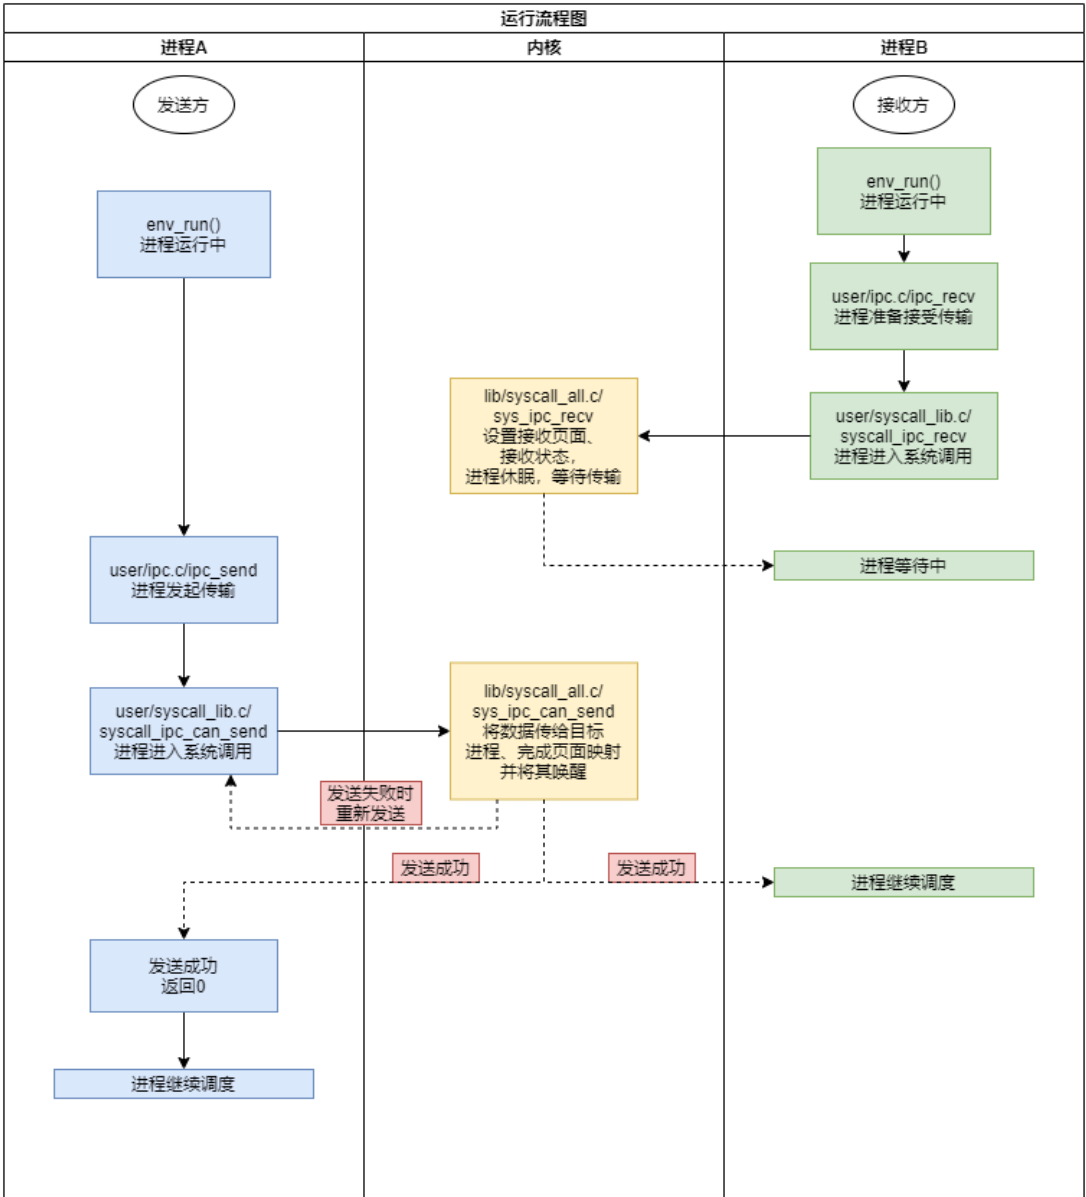 运行流程图
进程A
内核
进程B
发送方
接收方
env_run()
进程运行中
env_run()
进程运行中
user/ipc.c/ipc_recv
进程准备接受传输
lib/syscall_all.c/
sys_ipc_recv
设置接收页面、
接收状态，
进程休眠，等待传输
user/syscall_lib.c/
syscall_ipc_recv
进程进入系统调用
进程等待中
user/ipc.c/ipc_send
进程发起传输
user/syscall_lib.c/
syscall_ipc_can_send
进程进入系统调用
lib/syscall_all.c/
sys_ipc_can_send
将数据传给目标
进程、完成页面映射
并将其唤醒
发送失败时
重新发送
发送成功
发送成功
进程继续调度
发送成功
返回0
进程继续调度